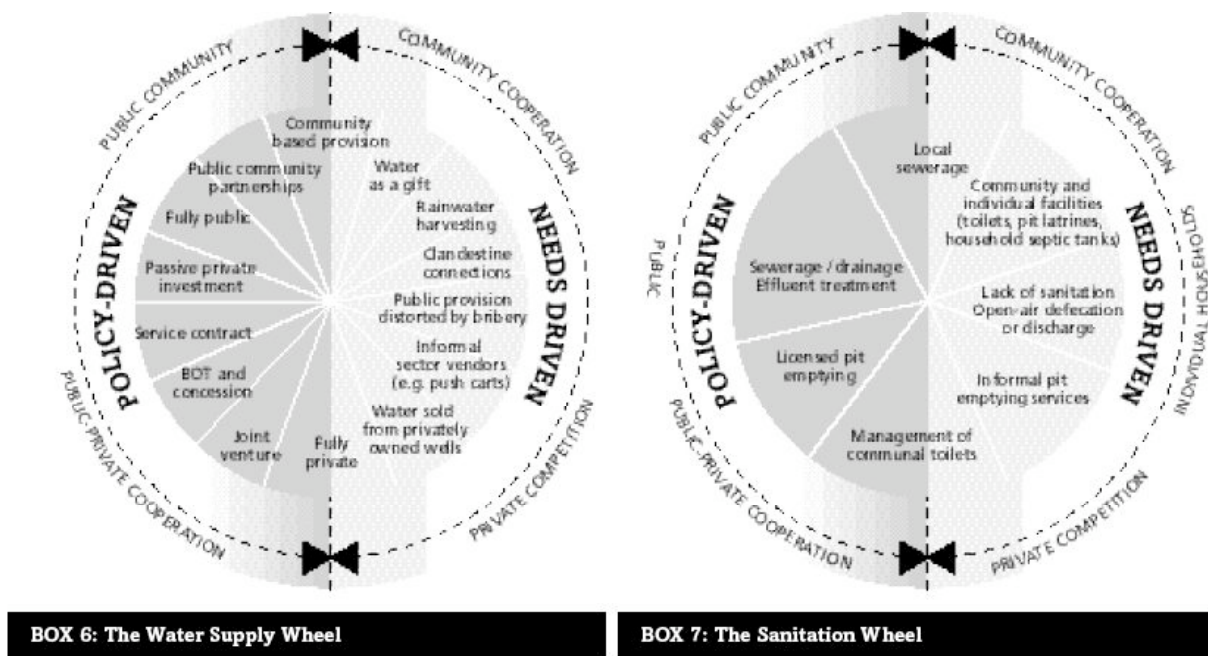 PUBLIC COMMUNITY
COMMUNITY COOPERATION
POLICY-DRIVEN
NEEDS DRIVEN
PUBLIC-PRIVATE COOPERATION
PRIVATE COMPETITION
Community
based provision
Public community
partnerships
Fully public
Passive private
investment
Service contract
BOT and
concession
Joint
venture
Fully
private
Water
as a gift
Rainwater
harvesting
Clandestine
connections
Public provision
distorted by bribery
Informal
sector vendors
(e.g. push carts)
Water sold
from privately
owned wells
BOX 6: The Water Supply Wheel
PUBLIC COMMUNITY
COMMUNITY COOPERATION
PUBLIC
POLICY-DRIVEN
NEEDS DRIVEN
INDIVIDUAL HOUSEHOLDS
PUBLIC-PRIVATE COOPERATION
PRIVATE COMPETITION
Local
sewerage
Community and
individual facilities
(toilets, pit latrines,
household septic tanks)
Sewerage / drainage
Effluent treatment
Lack of sanitation
Open-air defecation
or discharge
Licensed pit
emptying
Informal pit
emptying services
Management of
communal toilets
BOX 7: The Sanitation Wheel